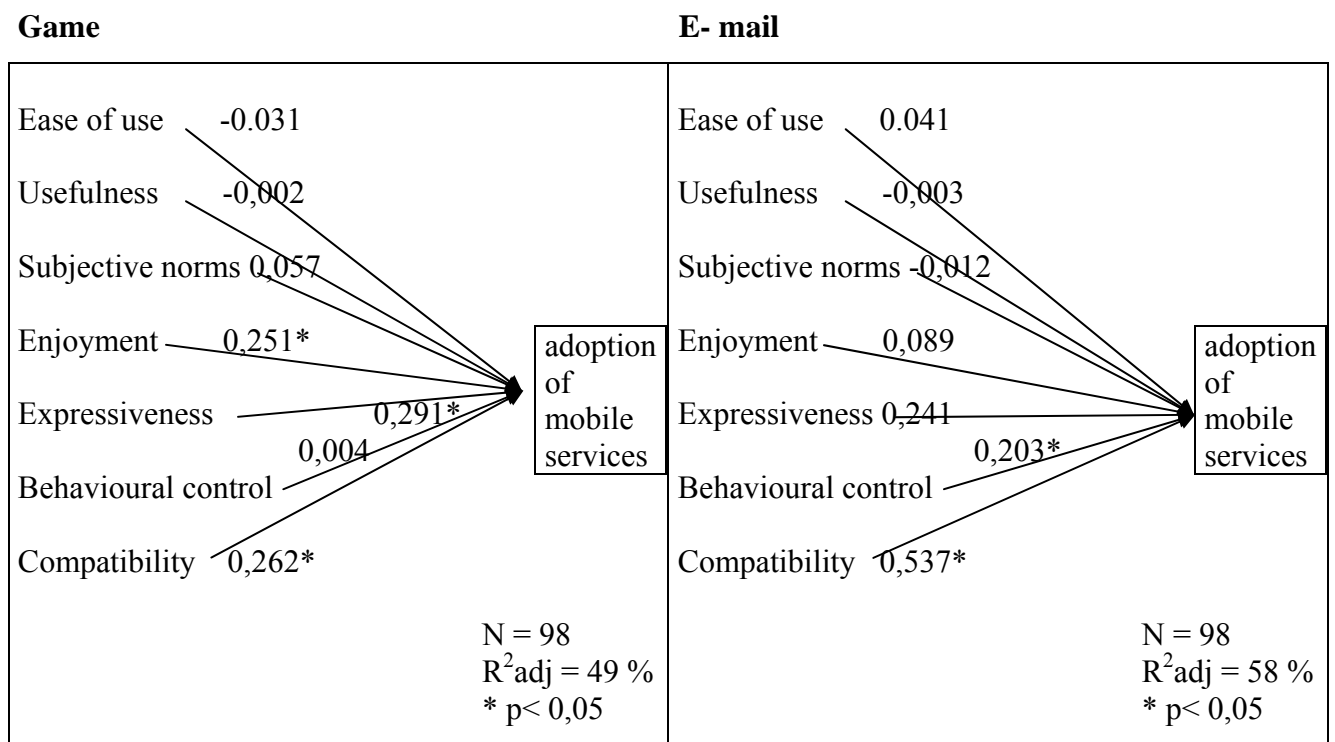 Game
Ease of use -0.031
Usefulness -0,002
Subjective norms 0,057
Enjoyment 0,251*
Expressiveness 0,291*
0,004
Behavioural control
Compatibility 0,262*
adoption
of
mobile
services
N = 98
R²adj = 49 %
* p< 0,05
E- mail
Ease of use 0.041
Usefulness -0,003
Subjective norms -0,012
Enjoyment 0,089
Expressiveness 0,241
0,203*
Behavioural control
Compatibility 0,537*
adoption
of
mobile
services
N = 98
R²adj = 58 %
* p< 0,05